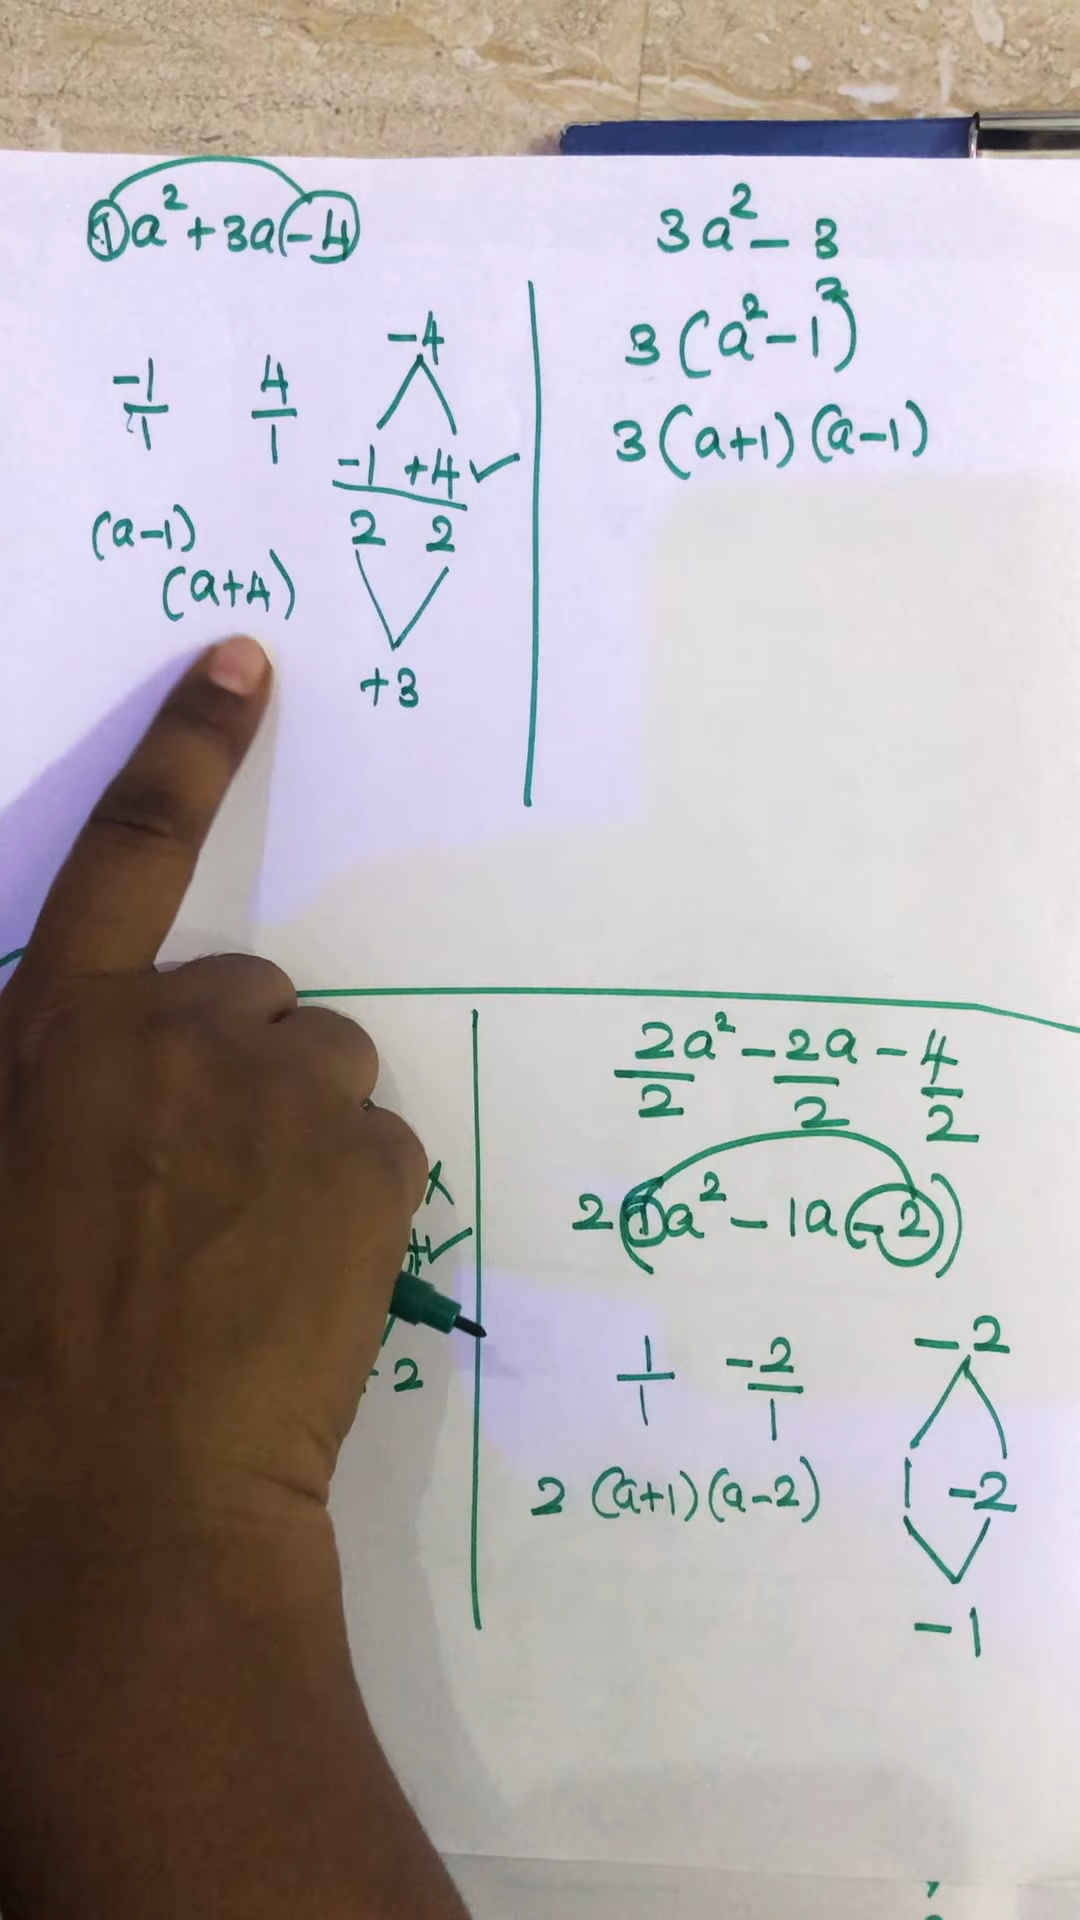 1a² + 3a - 4
-4
-1/1 4/1
-1 +4 ✓
2 2
(a-1)
(a+4)
+3
3a² - 3
3(a² - 1²)
3(a+1)(a-1)
2a²/2 - 2a/2 - 4/2
2(1a² - 1a - 2)
1/1 -2/1
-2
1 -2
2(a+1)(a-2)
-1
2